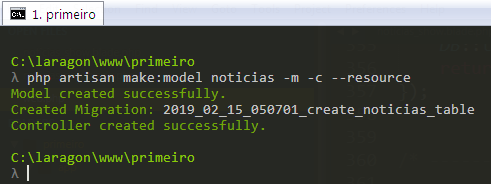 1. primeiro
C:\laragon\www\primeiro
λ php artisan make:model noticias -m -c --resource
Model created successfully.
Created Migration: 2019_02_15_050701_create_noticias_table
Controller created successfully.
C:\laragon\www\primeiro
λ